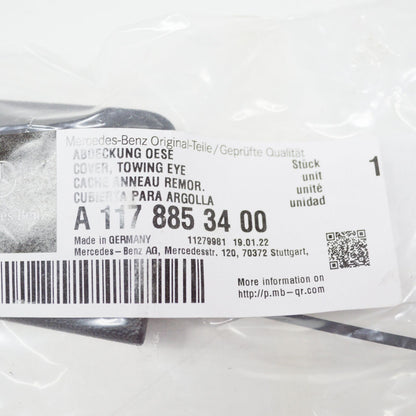 Mercedes-Benz Original-Teile/Geprüfte Qualität
ABDECKUNG OESE
COVER, TOWING EYE
CACHE ANNEAU REMOR.
CUBIERTA PARA ARGOLLA
Stück
unit
unité
unidad
1
A 117 885 34 00
Made in GERMANY 11279981 19.01.22
Mercedes-Benz AG, Mercedesstr. 120, 70372 Stuttgart,
More information on
http://p.mb-qr.com